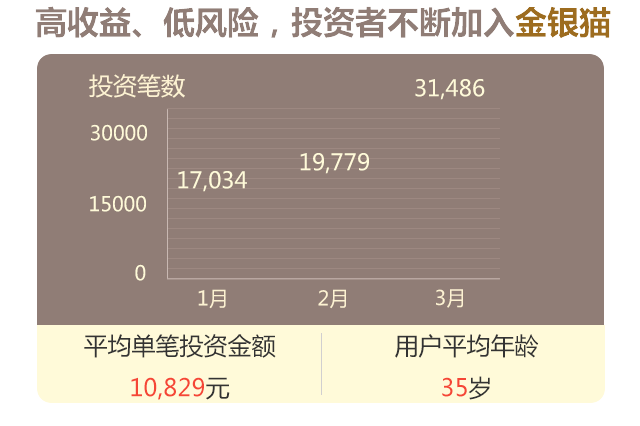 高收益、低风险，投资者不断加入金银猫
投资笔数
31,486
30000
19,779
17,034
15000
0
1月 2月 3月
平均单笔投资金额 用户平均年龄
10,829元 35岁